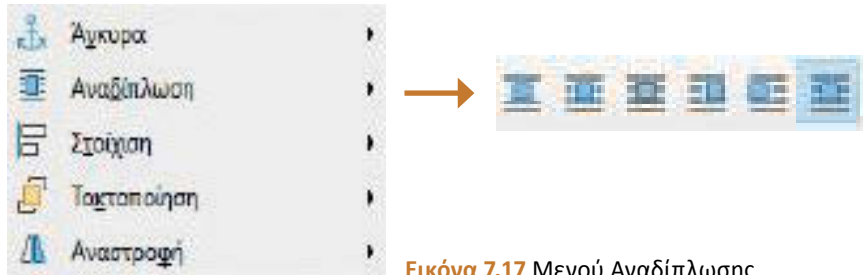 Άγκυρα
Αναδίπλωση
Στοίχιση
Τακτοποίηση
Αναστροφή
Εικόνα 7.17 Μενού Αναδίπλωσης